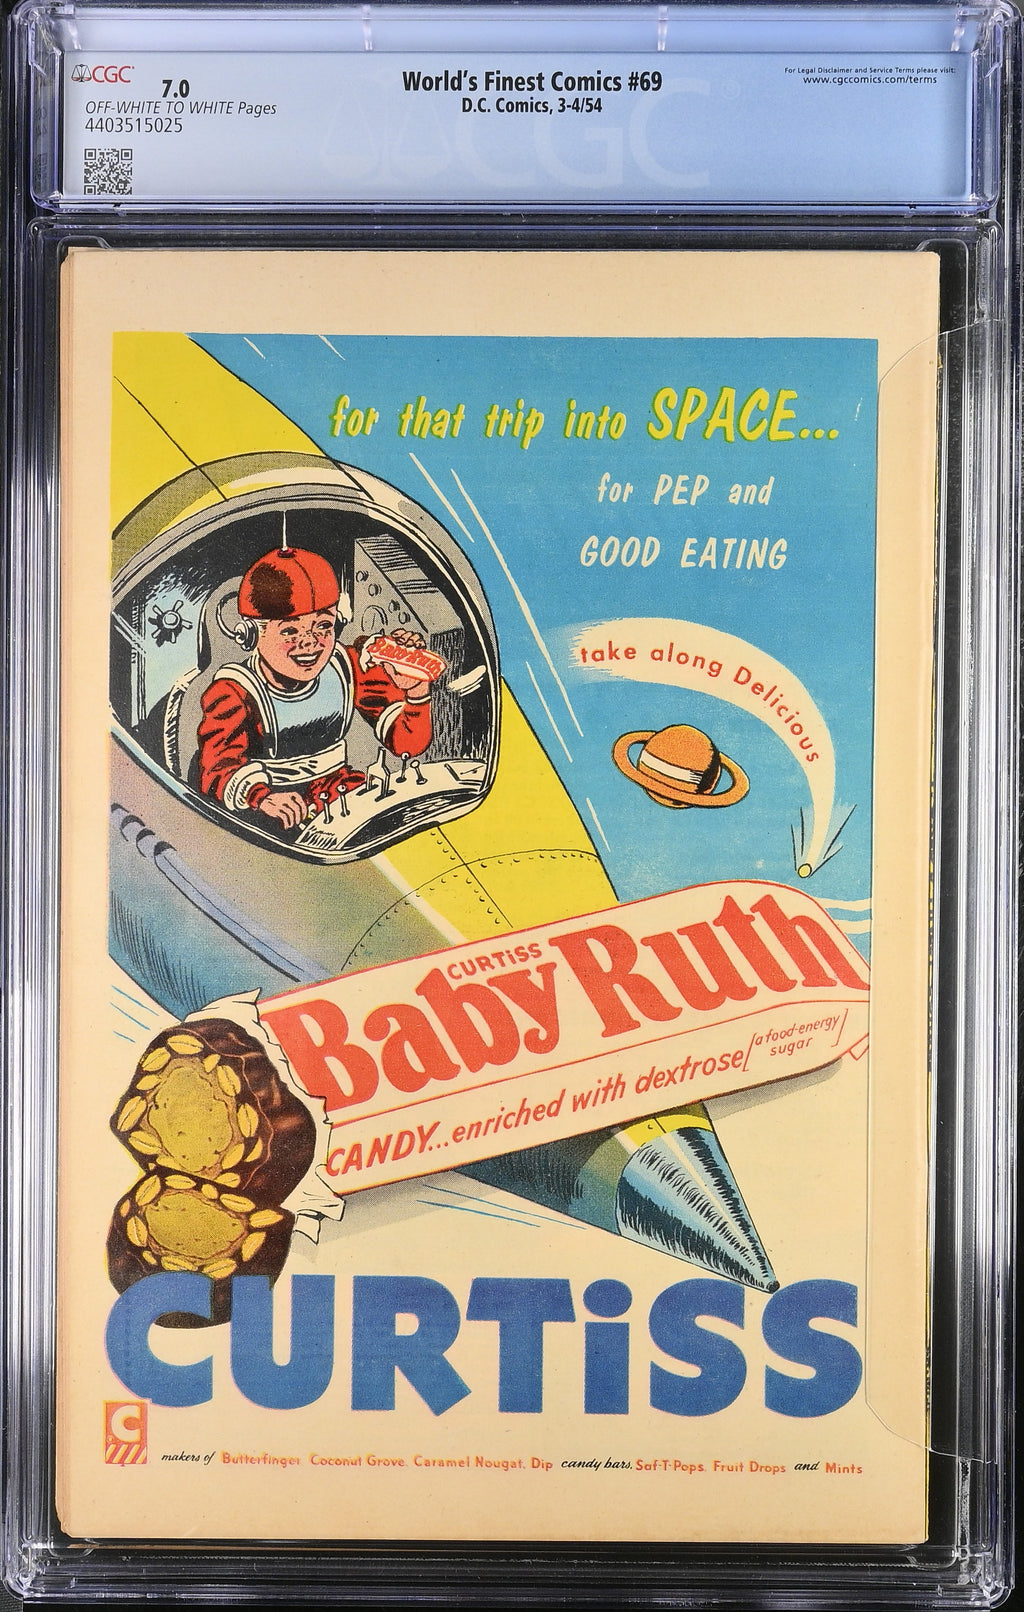 CGC
7.0
OFF-WHITE TO WHITE Pages
4403515025
World's Finest Comics #69
D.C. Comics, 3-4/54
For Legal Disclaimer and Service Terms please visit:
www.cgccomics.com/terms
CGC
for that trip into SPACE...
for PEP and
GOOD EATING
Baby Ruth
take along Delicious
CURTiSS
Baby Ruth
CANDY...enriched with dextrose [a food-energy
sugar]
CURTiSS
C
makers of Butterfinger Coconut Grove. Caramel Nougat. Dip candy bars. Saf-T-Pops. Fruit Drops and Mints